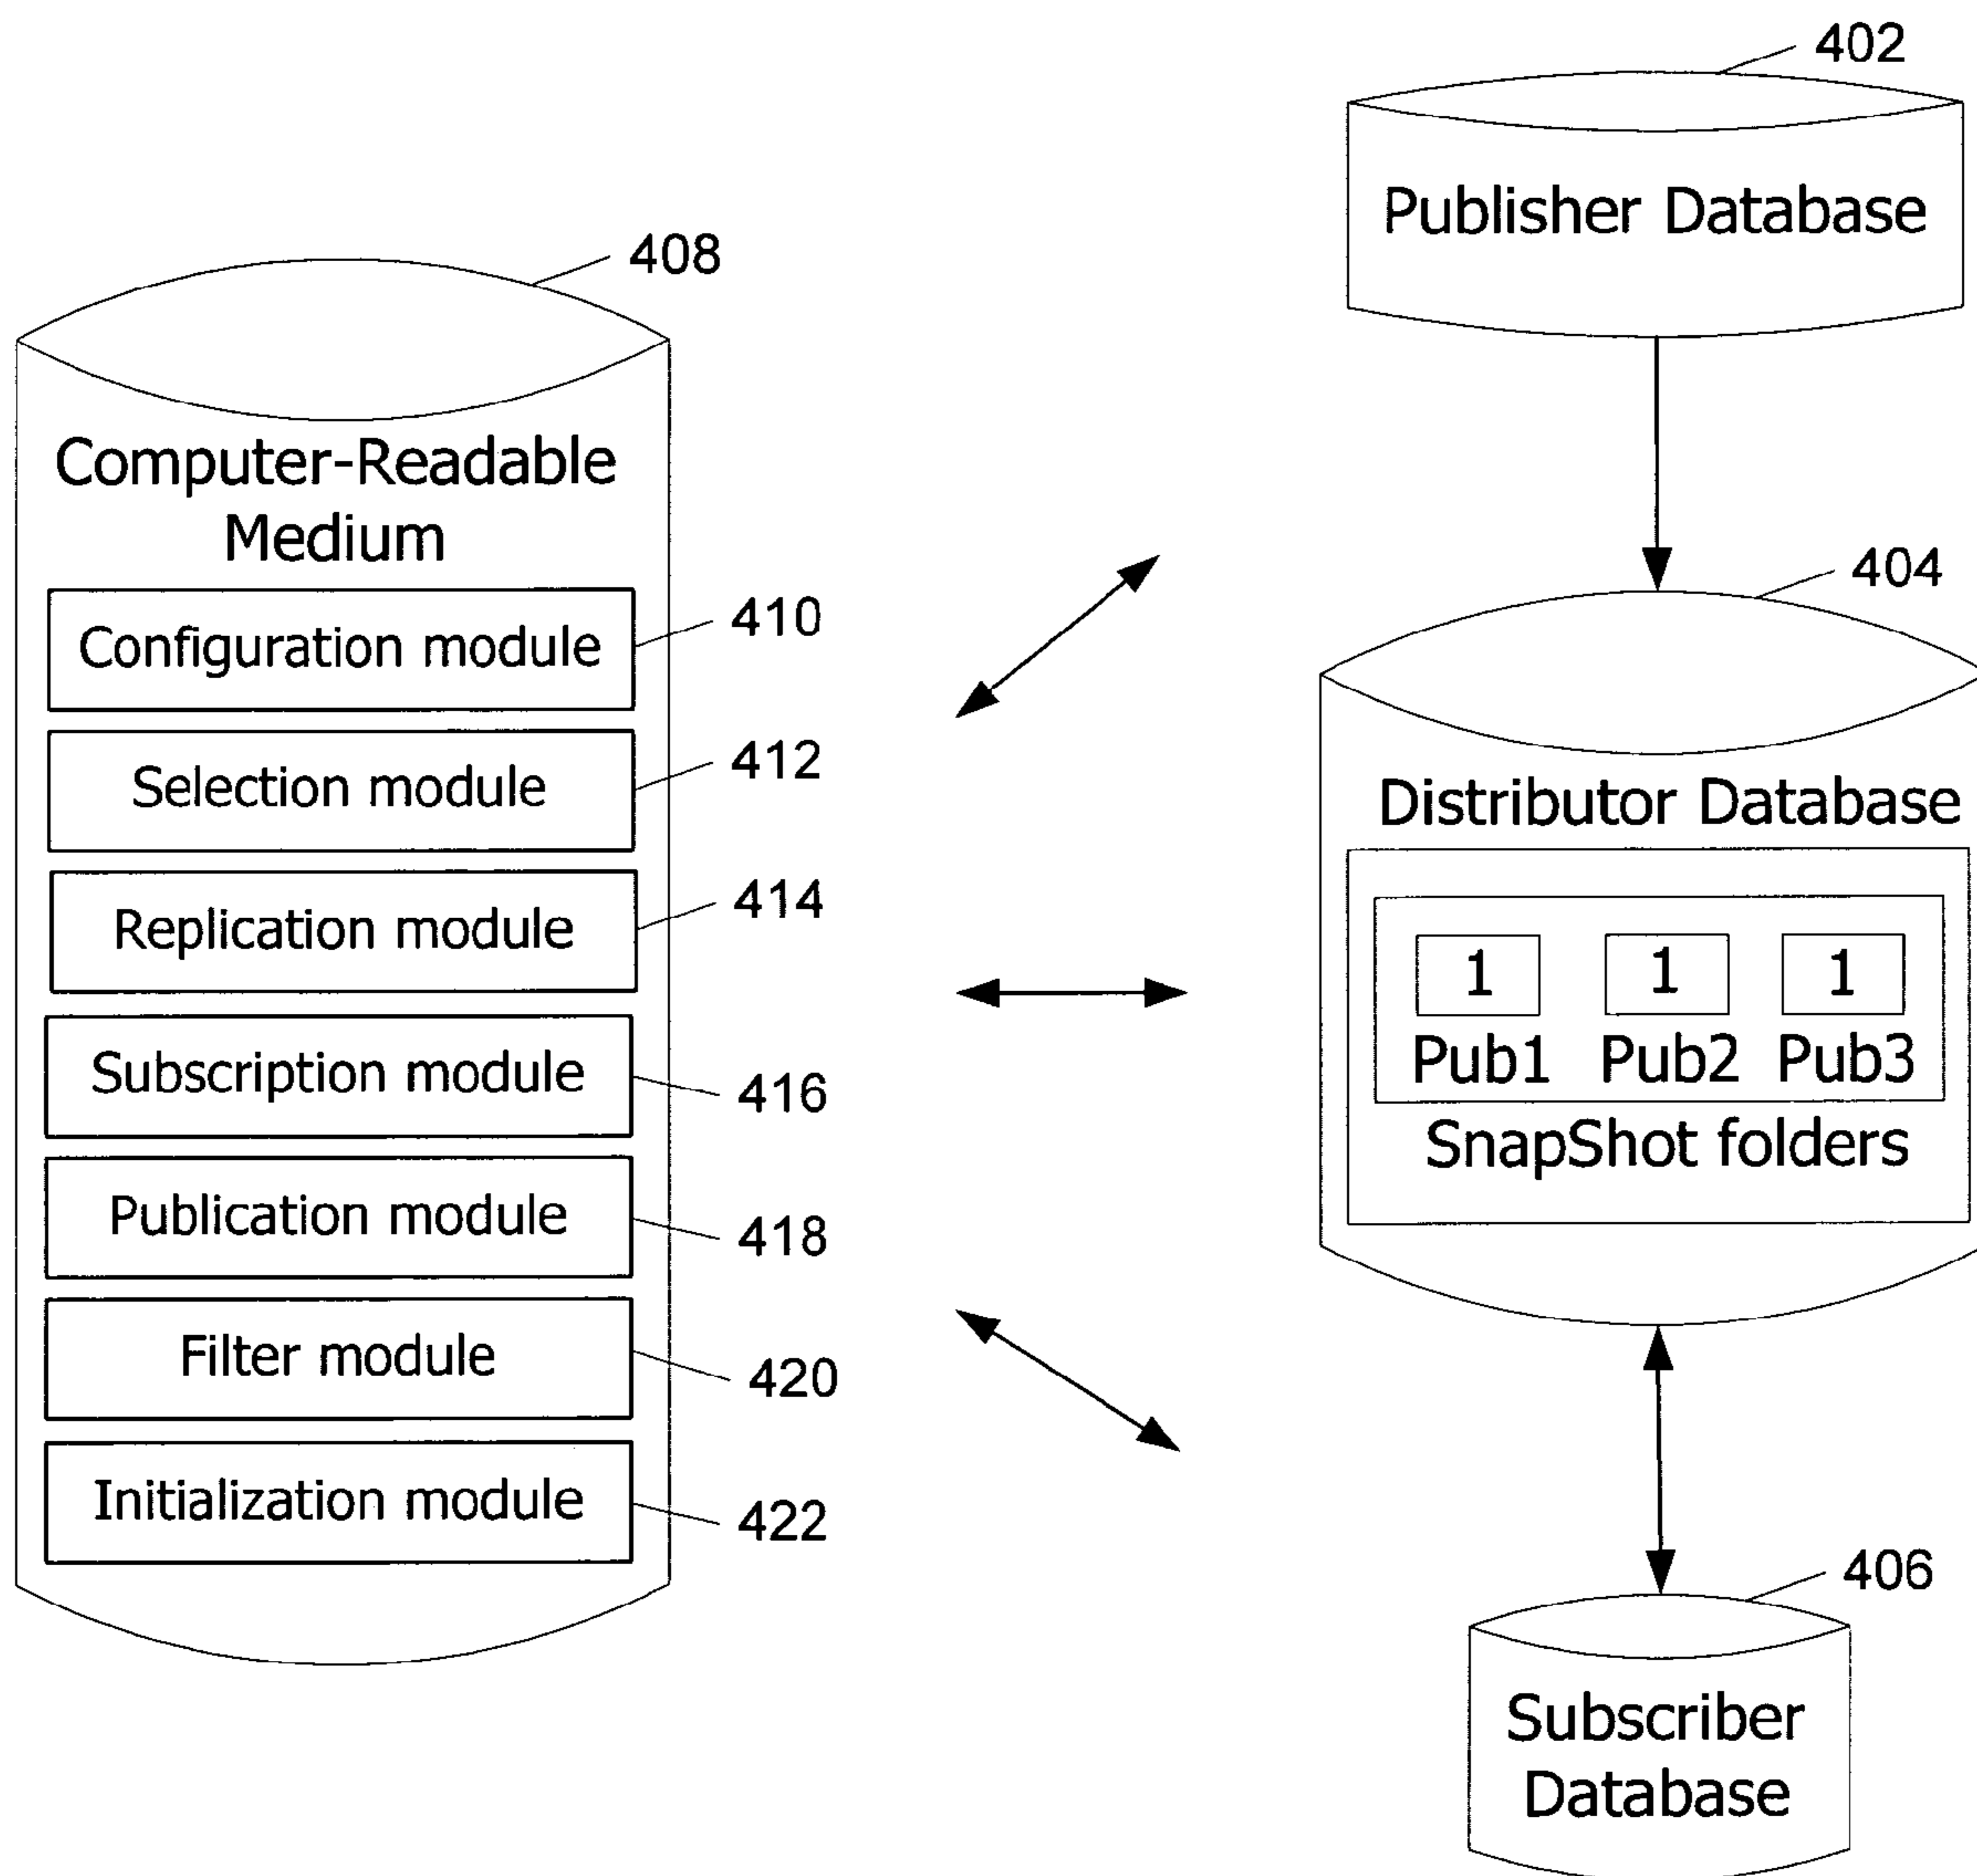 402
Publisher Database
408
Computer-Readable
Medium
Configuration module
410
Selection module
412
Replication module
414
Subscription module
416
Publication module
418
Filter module
420
Initialization module
422
404
Distributor Database
1 1 1
Pub1 Pub2 Pub3
SnapShot folders
406
Subscriber
Database